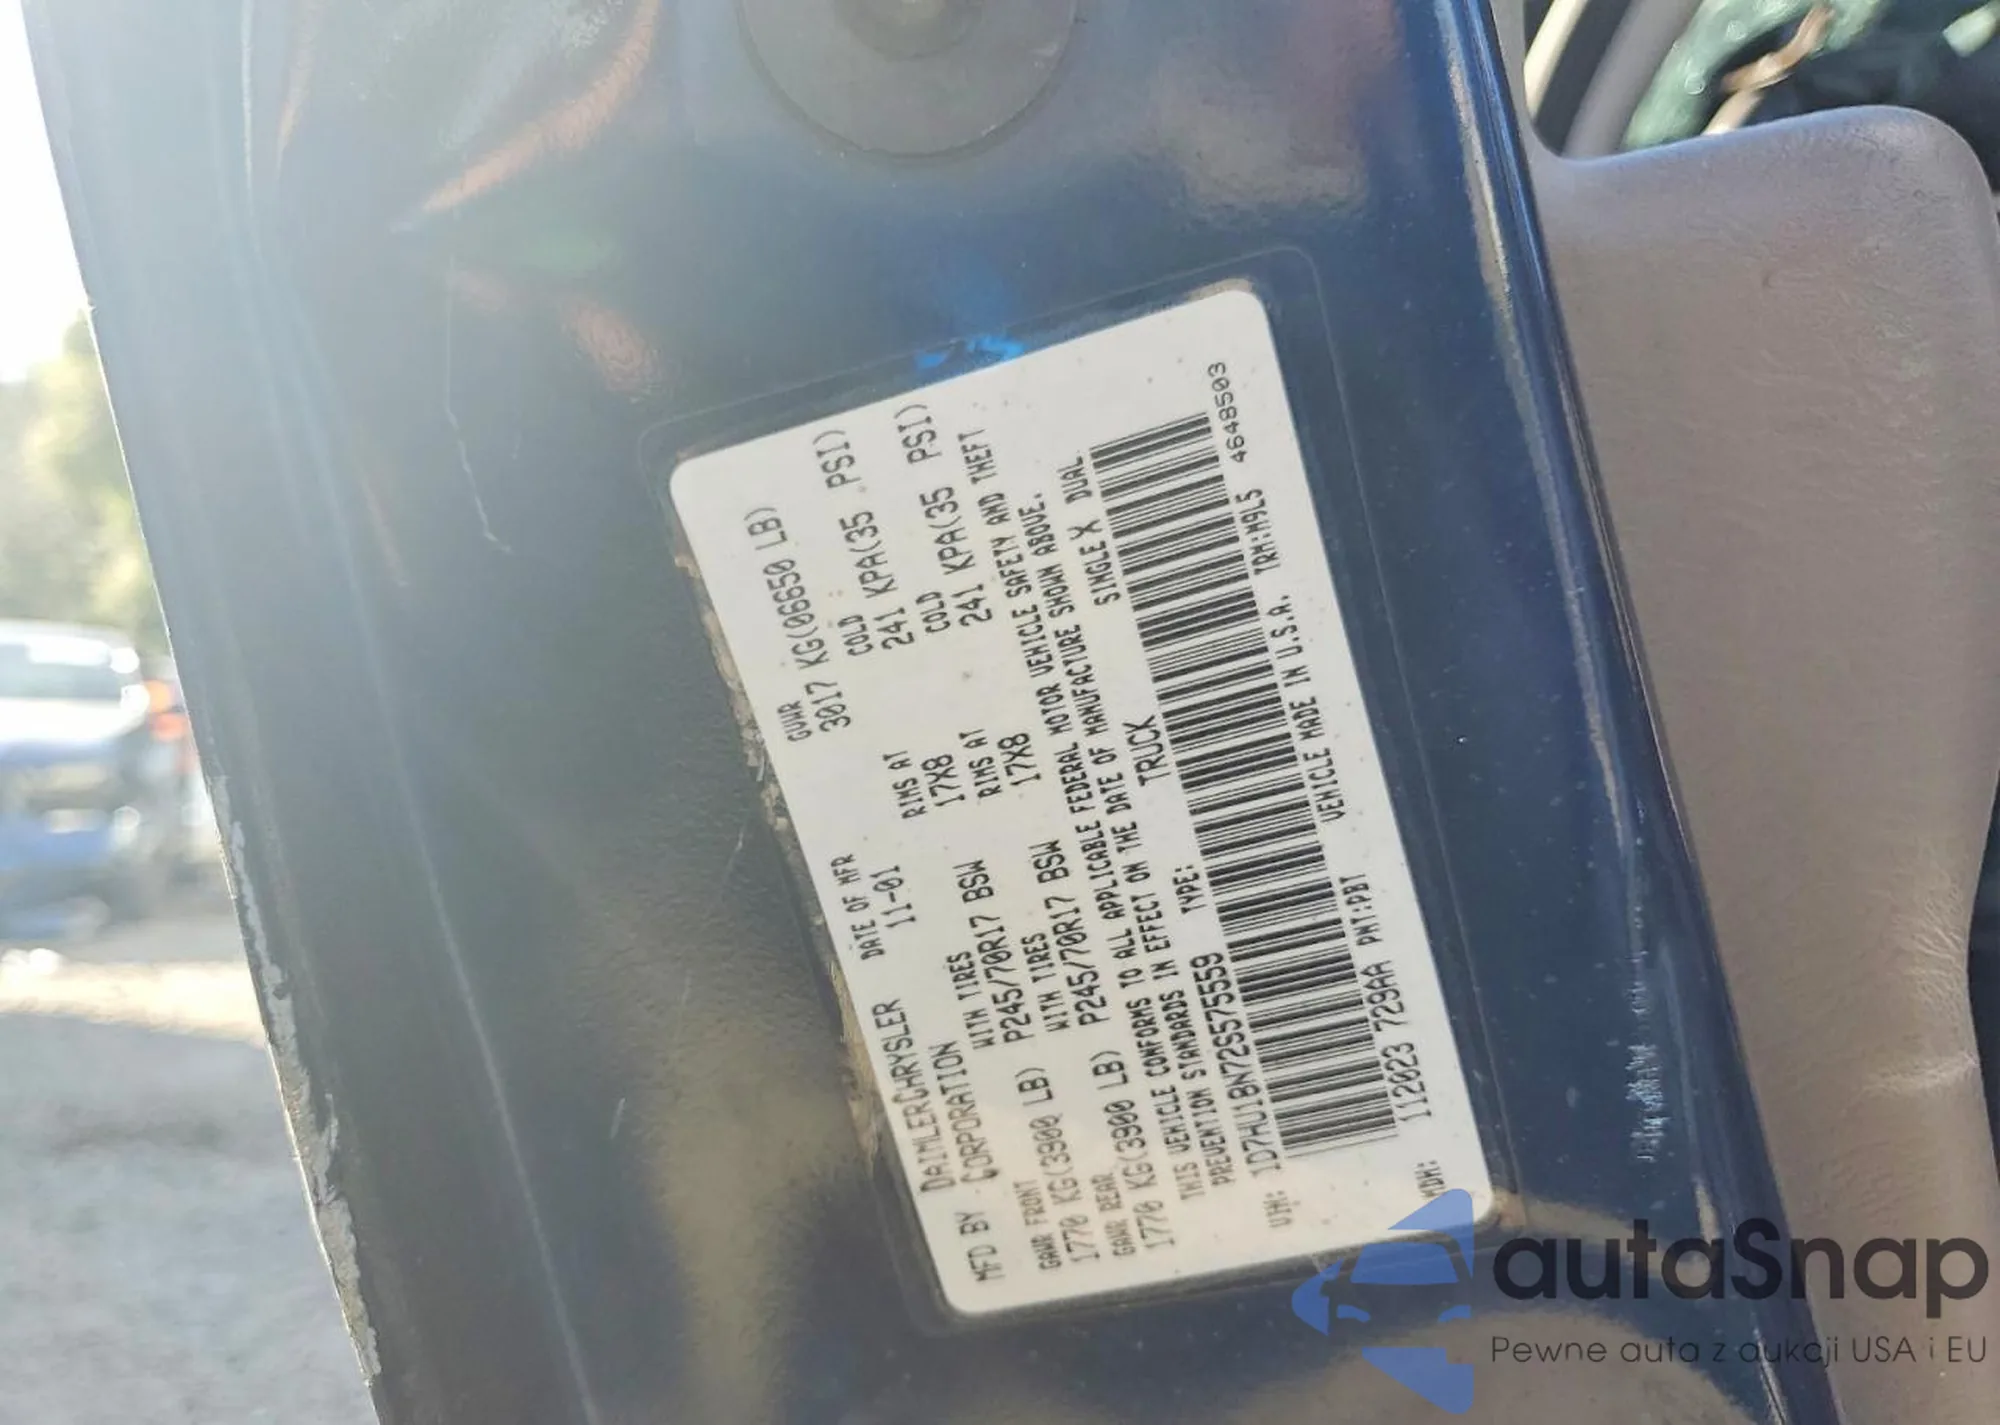 MFD BY DAIMLERCHRYSLER CORPORATION
DATE OF MFR
11-01
GVWR
3017 KG(06650 LB)
GAWR FRONT
1770 KG(3900 LB)
WITH TIRES
P245/70R17 BSW
RIMS AT
17X8
COLD
241 KPA(35 PSI)
GAWR REAR
1770 KG(3900 LB)
WITH TIRES
P245/70R17 BSW
RIMS AT
17X8
COLD
241 KPA(35 PSI)
THIS VEHICLE CONFORMS TO ALL APPLICABLE FEDERAL MOTOR VEHICLE SAFETY AND THEFT
PREVENTION STANDARDS IN EFFECT ON THE DATE OF MANUFACTURE SHOWN ABOVE.
VIN: 1D7HU18N72S575559 TYPE: TRUCK SINGLE X DUAL
MDH: 112023 729AA PNT:PBT VEHICLE MADE IN U.S.A. TRM:M9L5
4648503
autaSnap
Pewne auta z aukcji USA i EU